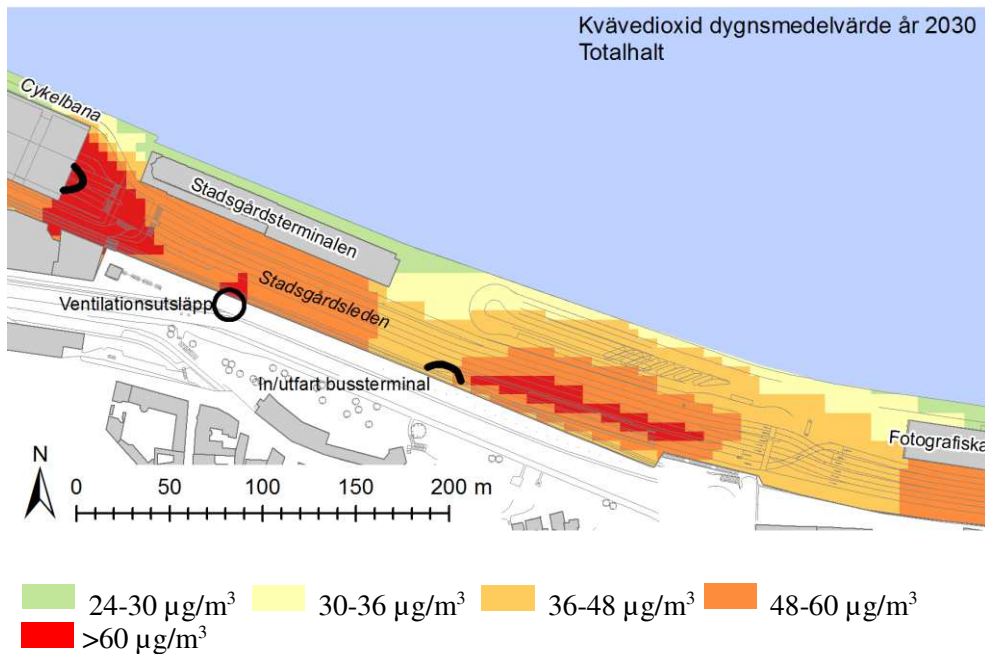 Kvävedioxid dygnsmedelvärde år 2030
Totalhalt
Cykelbana
Stadsgårdsterminalen
Stadsgårdsleden
Ventilationsutsläpp
In/utfart bussterminal
Fotografiska
N
0 50 100 150 200 m
24-30 µg/m³ 30-36 µg/m³ 36-48 µg/m³ 48-60 µg/m³
>60 µg/m³